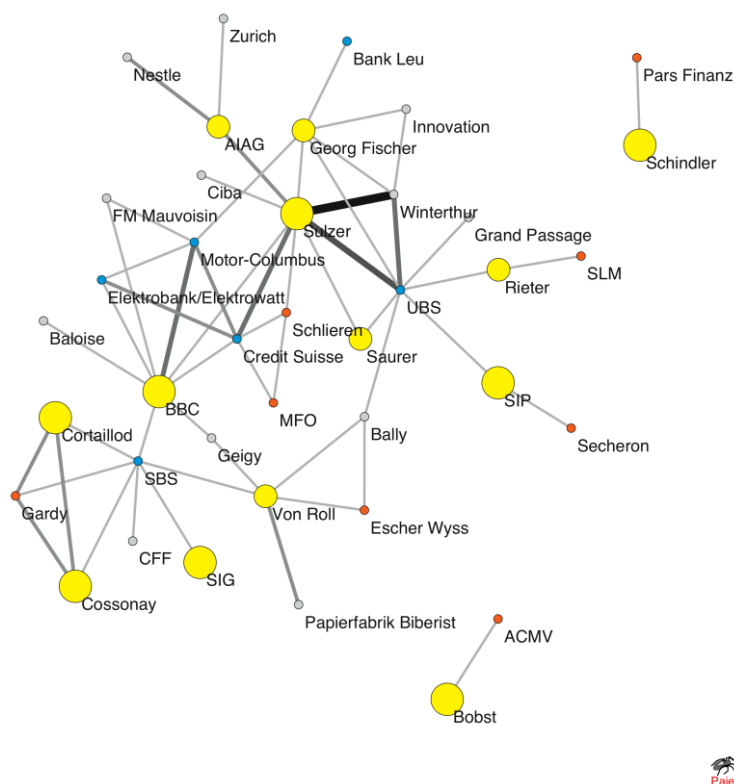 Zurich
Bank Leu
Nestle
Pars Finanz
Innovation
AIAG
Georg Fischer
Schindler
Ciba
FM Mauvoisin
Winterthur
Sulzer
Grand Passage
Motor-Columbus
SLM
Rieter
Elektrobank/Elektrowatt
UBS
Schlieren
Baloise
Credit Suisse
Saurer
SIP
BBC
MFO
Cortaillod
Bally
Secheron
Geigy
SBS
Gardy
Von Roll
Escher Wyss
CFF
SIG
Cossonay
Papierfabrik Biberist
ACMV
Bobst